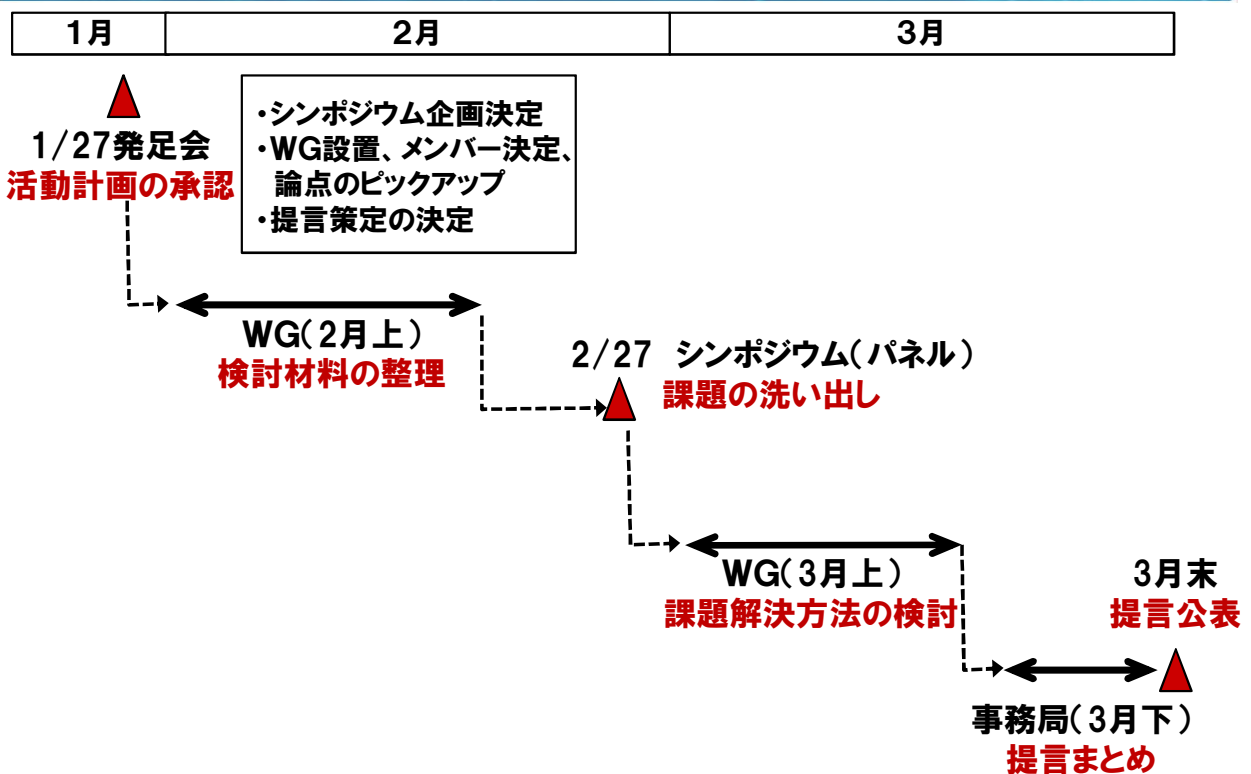 1月
2月
3月
1/27発足会
活動計画の承認
・シンポジウム企画決定
・WG設置、メンバー決定、
論点のピックアップ
・提言策定の決定
WG(2月上)
検討材料の整理
2/27 シンポジウム(パネル)
課題の洗い出し
WG(3月上)
課題解決方法の検討
3月末
提言公表
事務局(3月下)
提言まとめ